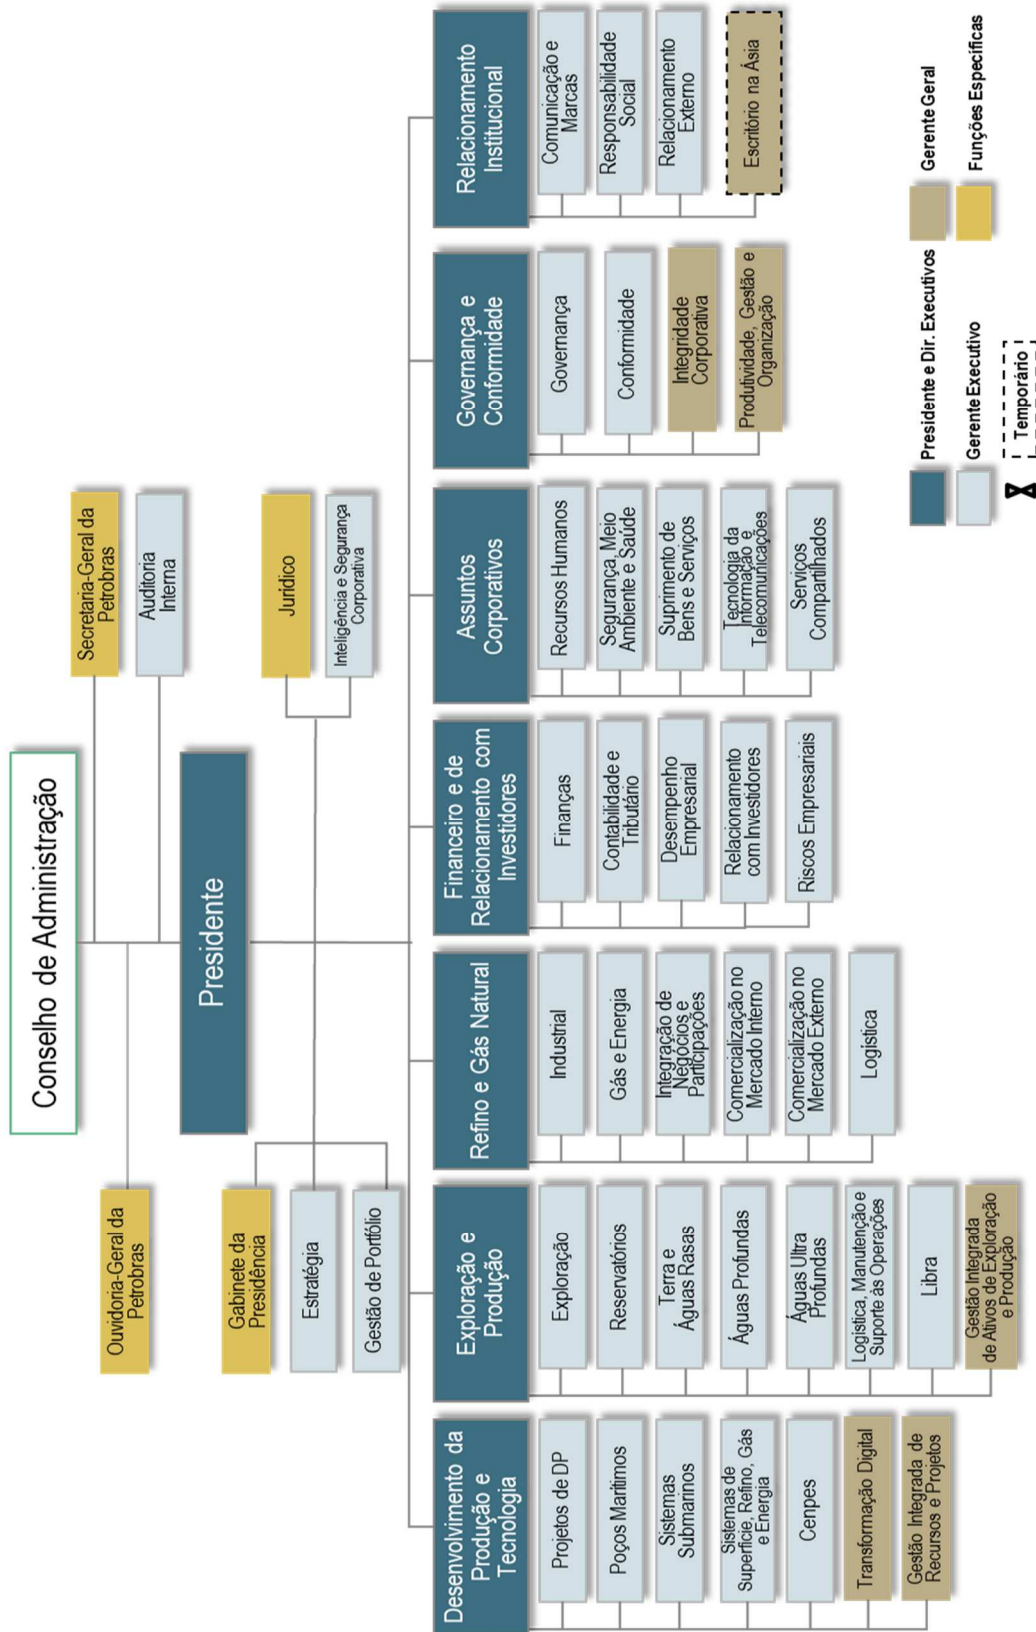 Conselho de Administração
Ouvidoria-Geral da
Petrobras
Secretaria-Geral da
Petrobras
Auditoria
Interna
Presidente
Gabinete da
Presidência
Estratégia
Gestão de Portfólio
Jurídico
Inteligência e Segurança
Corporativa
Desenvolvimento da
Produção e
Tecnologia
Projetos de DP
Poços Marítimos
Sistemas
Submarinos
Sistemas de
Superfície, Refino, Gás
e Energia
Cenpes
Transformação Digital
Gestão Integrada de
Recursos e Projetos
Exploração e
Produção
Exploração
Reservatórios
Terra e
Águas Rasas
Águas Profundas
Águas Ultra
Profundas
Logística, Manutenção e
Suporte às Operações
Libra
Gestão Integrada
de Ativos de Exploração
e Produção
Refino e Gás Natural
Industrial
Gás e Energia
Integração de
Negócios e
Participações
Comercialização no
Mercado Interno
Comercialização no
Mercado Externo
Logística
Financeiro e de
Relacionamento com
Investidores
Finanças
Contabilidade e
Tributário
Desempenho
Empresarial
Relacionamento
com Investidores
Riscos Empresariais
Assuntos
Corporativos
Recursos Humanos
Segurança, Meio
Ambiente e Saúde
Suprimento de
Bens e Serviços
Tecnologia da
Informação e
Telecomunicações
Serviços
Compartilhados
Governança e
Conformidade
Governança
Conformidade
Integridade
Corporativa
Produtividade, Gestão e
Organização
Relacionamento
Institucional
Comunicação e
Marcas
Responsabilidade
Social
Relacionamento
Externo
Escritório na Ásia
Presidente e Dir. Executivos
Gerente Geral
Gerente Executivo
Funções Específicas
Temporário